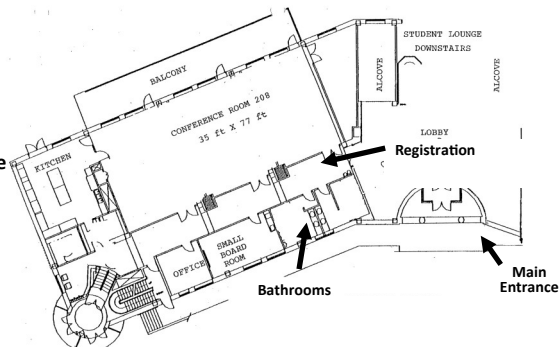 STUDENT LOUNGE
DOWNSTAIRS
BALCONY
ALCOVE
ALCOVE
CONFERENCE ROOM 208
35 ft X 77 ft
LOBBY
Registration
KITCHEN
SMALL
BOARD
ROOM
OFFICE
Bathrooms
Main
Entrance